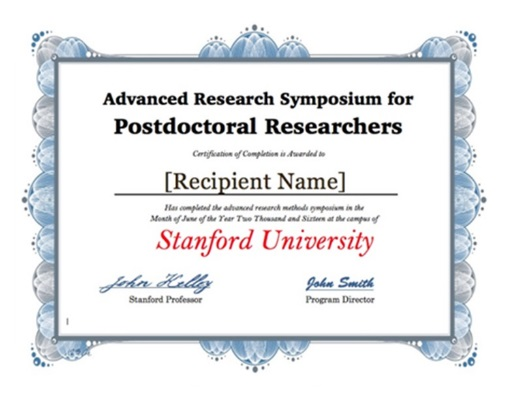 Advanced Research Symposium for
Postdoctoral Researchers
Certification of Completion is Awarded to
[Recipient Name]
Has completed the advanced research methods symposium in the
Month of June of the Year Two Thousand and Sixteen at the campus of
Stanford University
John Kelley John Smith
Stanford Professor Program Director